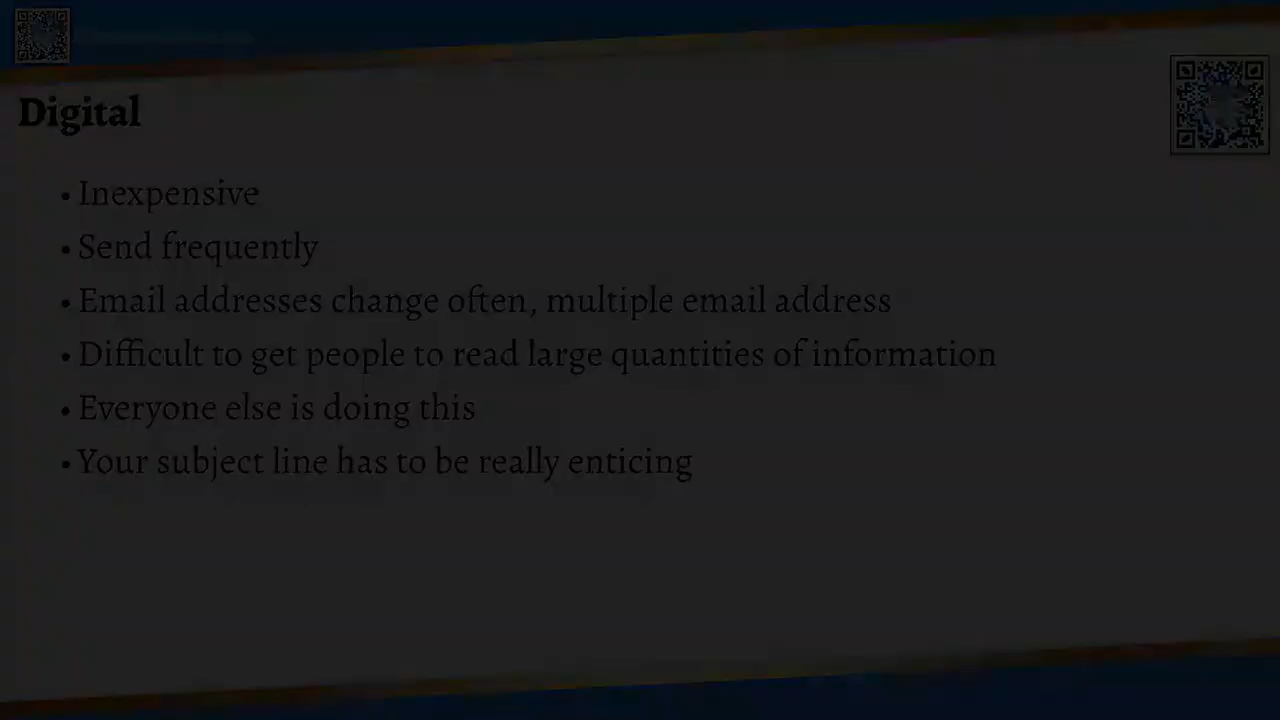 Digital
• Inexpensive
• Send frequently
• Email addresses change often, multiple email address
• Difficult to get people to read large quantities of information
• Everyone else is doing this
• Your subject line has to be really enticing